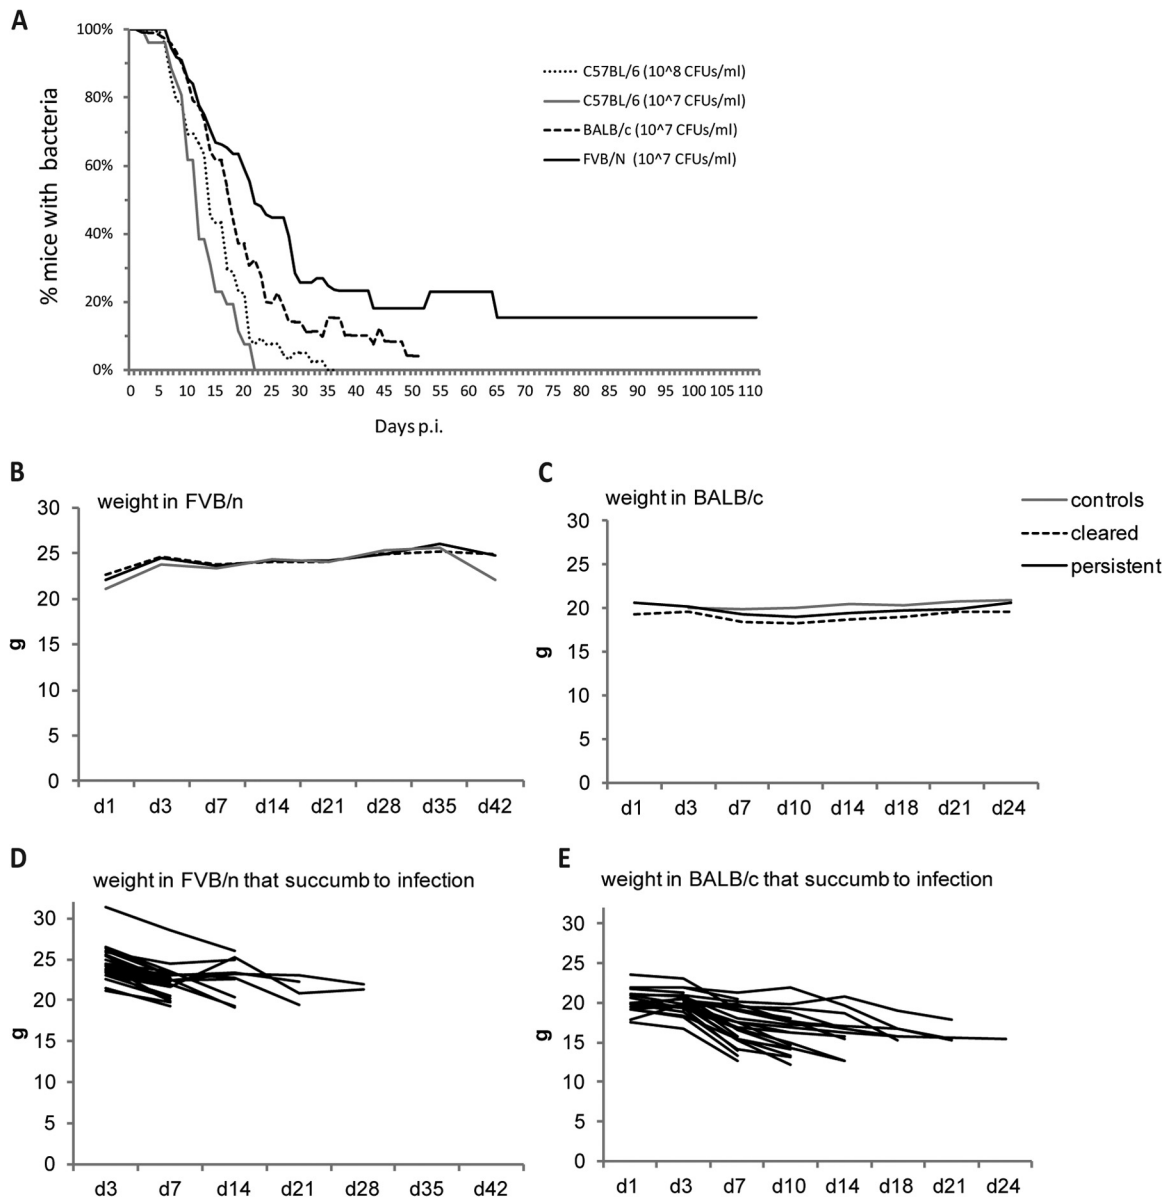 A
100%
80%
60%
40%
20%
0%
% mice with bacteria
C57BL/6 (10^8 CFUs/ml)
C57BL/6 (10^7 CFUs/ml)
BALB/c (10^7 CFUs/ml)
FVB/N (10^7 CFUs/ml)
0 5 10 15 20 25 30 35 40 45 50 55 60 65 70 75 80 85 90 95 100 105 110
Days p.i.
B
weight in FVB/n
30
25
20
15
10
5
0
g
d1 d3 d7 d14 d21 d28 d35 d42
C
weight in BALB/c
30
25
20
15
10
5
0
g
d1 d3 d7 d10 d14 d18 d21 d24
controls
cleared
persistent
D
weight in FVB/n that succumb to infection
30
25
20
15
10
5
0
g
d3 d7 d14 d21 d28 d35 d42
E
weight in BALB/c that succumb to infection
30
25
20
15
10
5
0
g
d1 d3 d7 d10 d14 d18 d21 d24